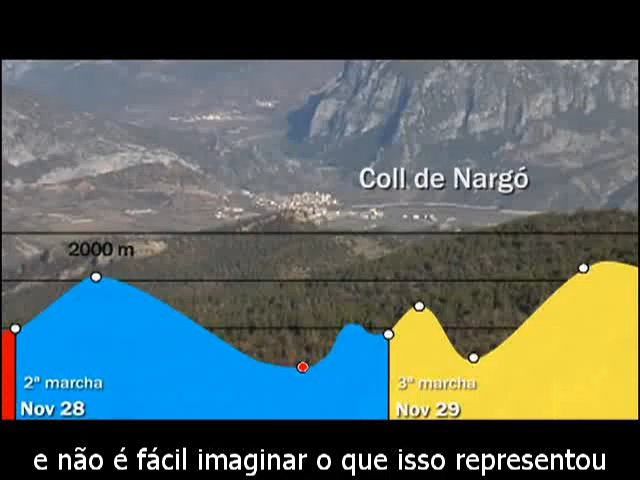 Coll de Nargó
2000 m
2ª marcha
3ª marcha
Nov 28
Nov 29
e não é fácil imaginar o que isso representou